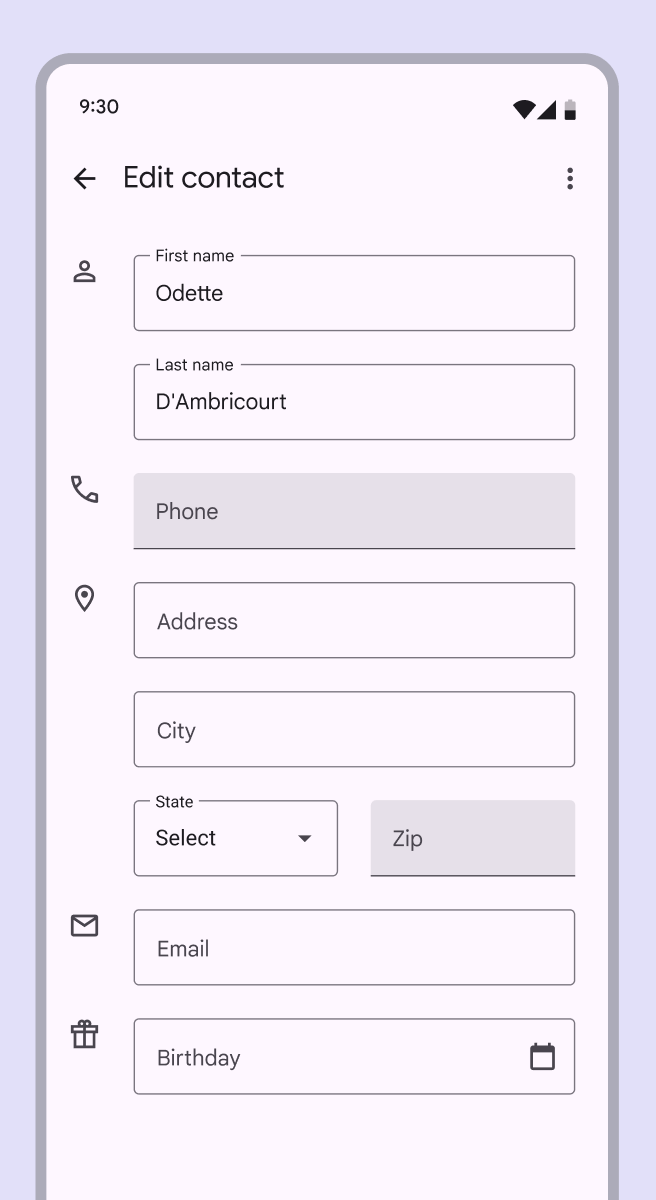 9:30
Edit contact
First name
Odette
Last name
D'Ambricourt
Phone
Address
City
State
Select
Zip
Email
Birthday